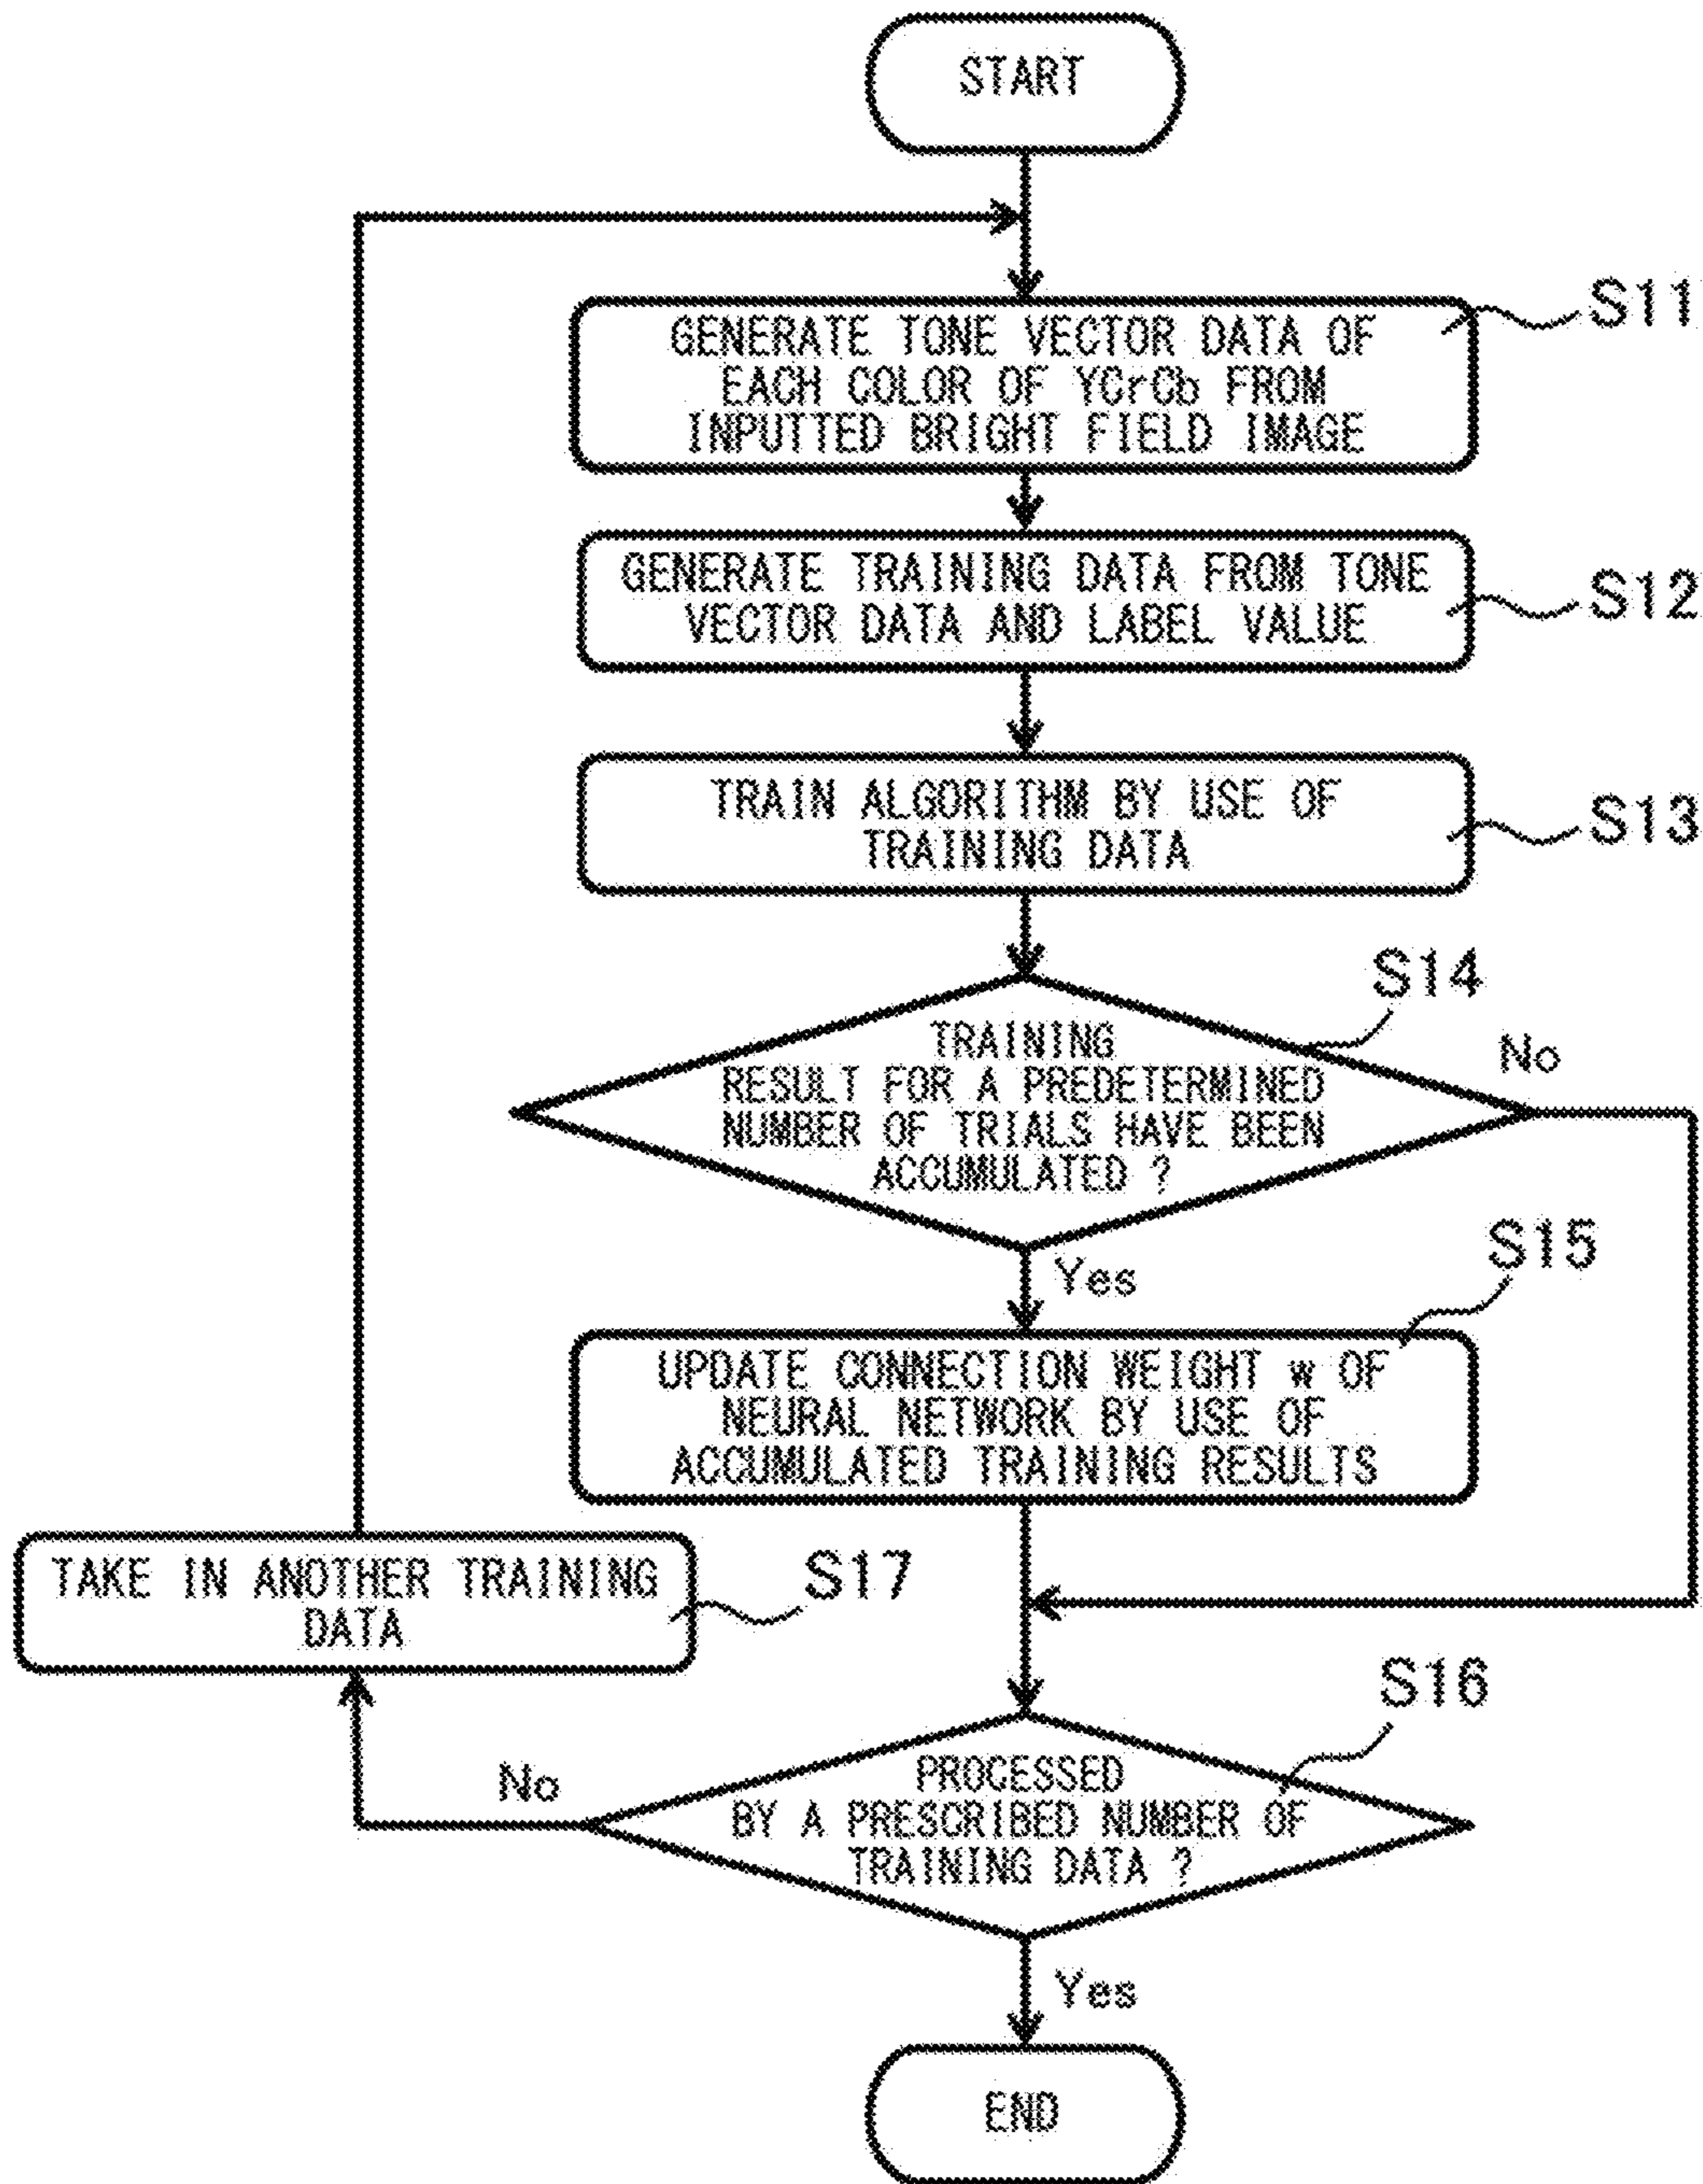 START
S11
GENERATE TONE VECTOR DATA OF
EACH COLOR OF YCrCb FROM
INPUTTED BRIGHT FIELD IMAGE
S12
GENERATE TRAINING DATA FROM TONE
VECTOR DATA AND LABEL VALUE
S13
TRAIN ALGORITHM BY USE OF
TRAINING DATA
S14
TRAINING
RESULT FOR A PREDETERMINED
NUMBER OF TRIALS HAVE BEEN
ACCUMULATED ?
No
Yes
S15
UPDATE CONNECTION WEIGHT w OF
NEURAL NETWORK BY USE OF
ACCUMULATED TRAINING RESULTS
TAKE IN ANOTHER TRAINING
DATA
S17
S16
PROCESSED
BY A PRESCRIBED NUMBER OF
TRAINING DATA ?
No
Yes
END